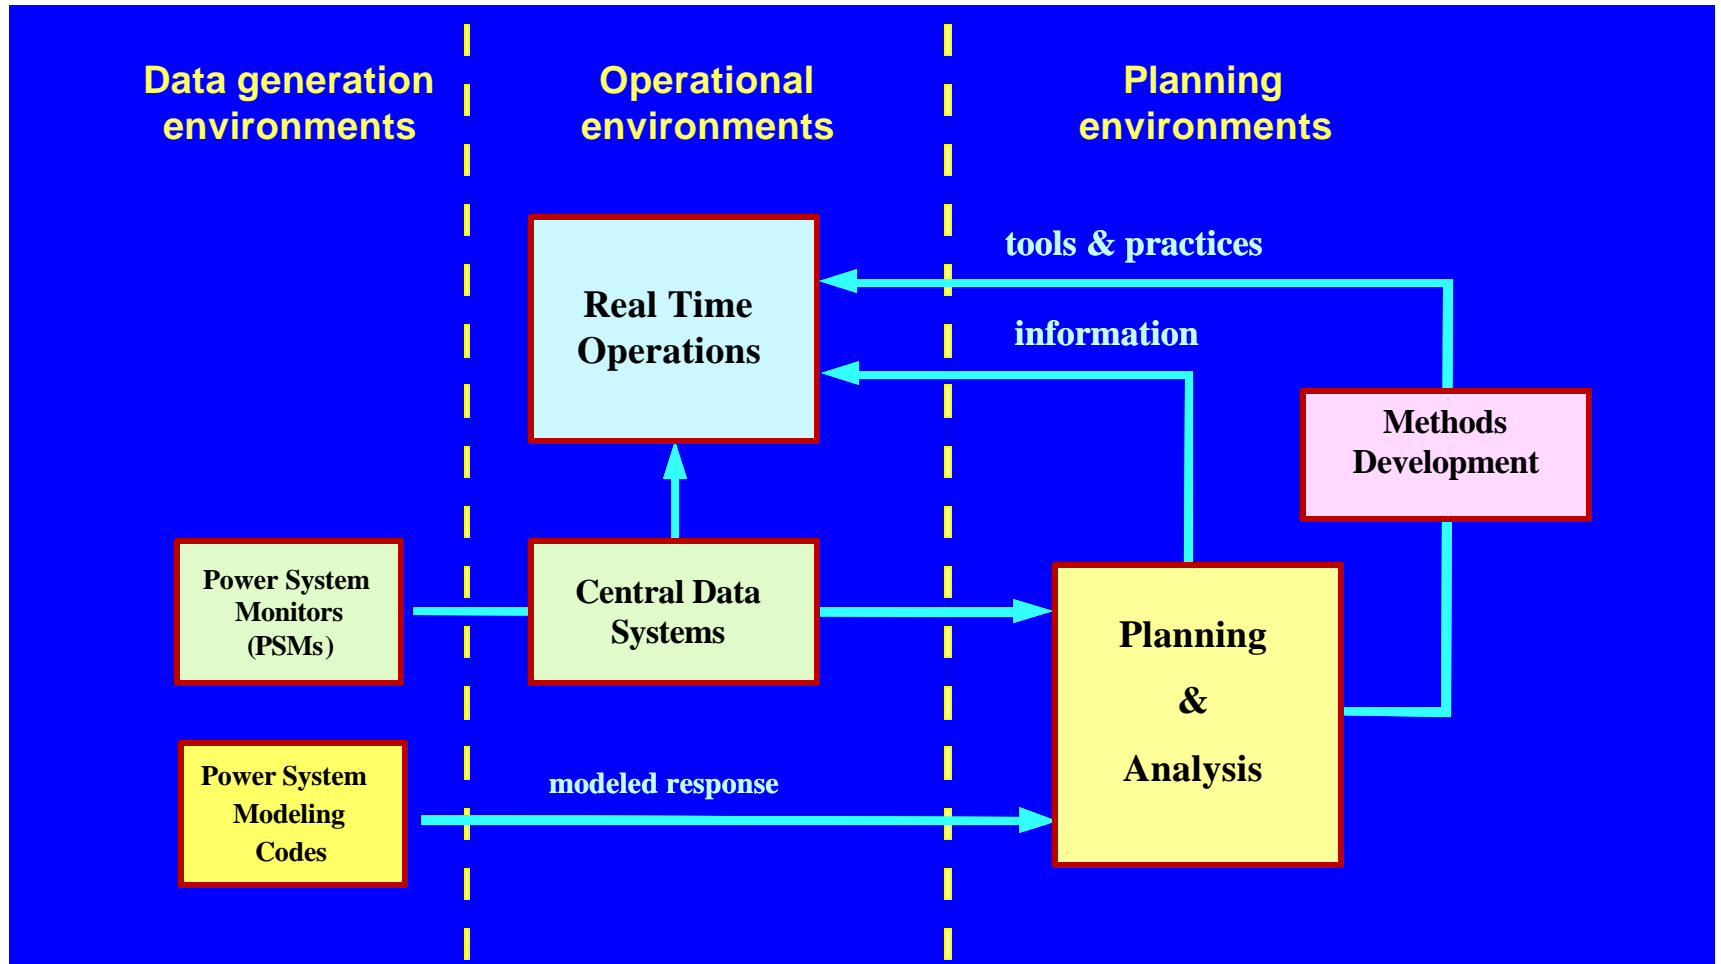 Data generation
environments
Operational
environments
Planning
environments
tools & practices
Real Time
Operations
information
Methods
Development
Power System
Monitors
(PSMs)
Central Data
Systems
Planning
&
Analysis
Power System
Modeling
Codes
modeled response